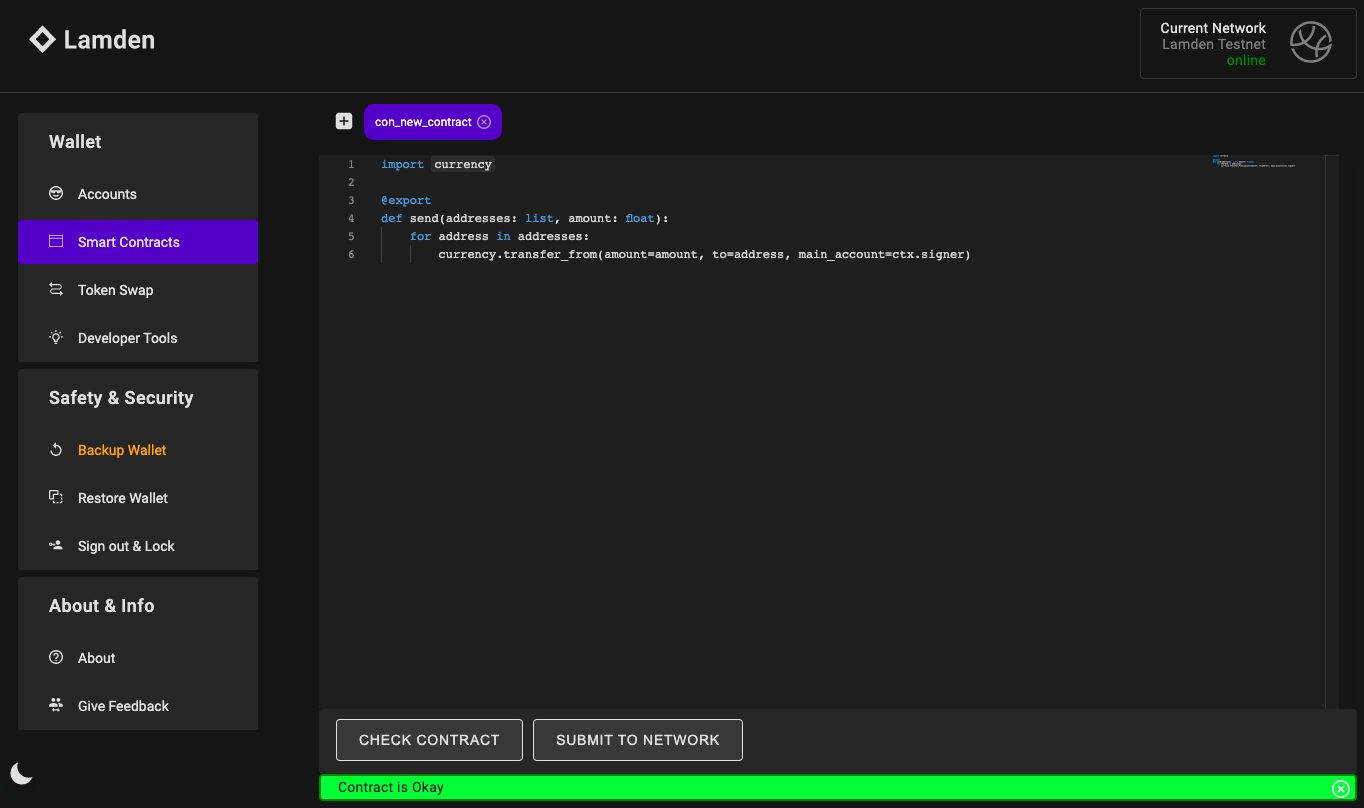 Lamden
Current Network
Lamden Testnet
online
Wallet
Accounts
Smart Contracts
Token Swap
Developer Tools
Safety & Security
Backup Wallet
Restore Wallet
Sign out & Lock
About & Info
About
Give Feedback
con_new_contract
1 import currency
2
3 @export
4 def send(addresses: list, amount: float):
5     for address in addresses:
6         currency.transfer_from(amount=amount, to=address, main_account=ctx.signer)
CHECK CONTRACT SUBMIT TO NETWORK
Contract is Okay